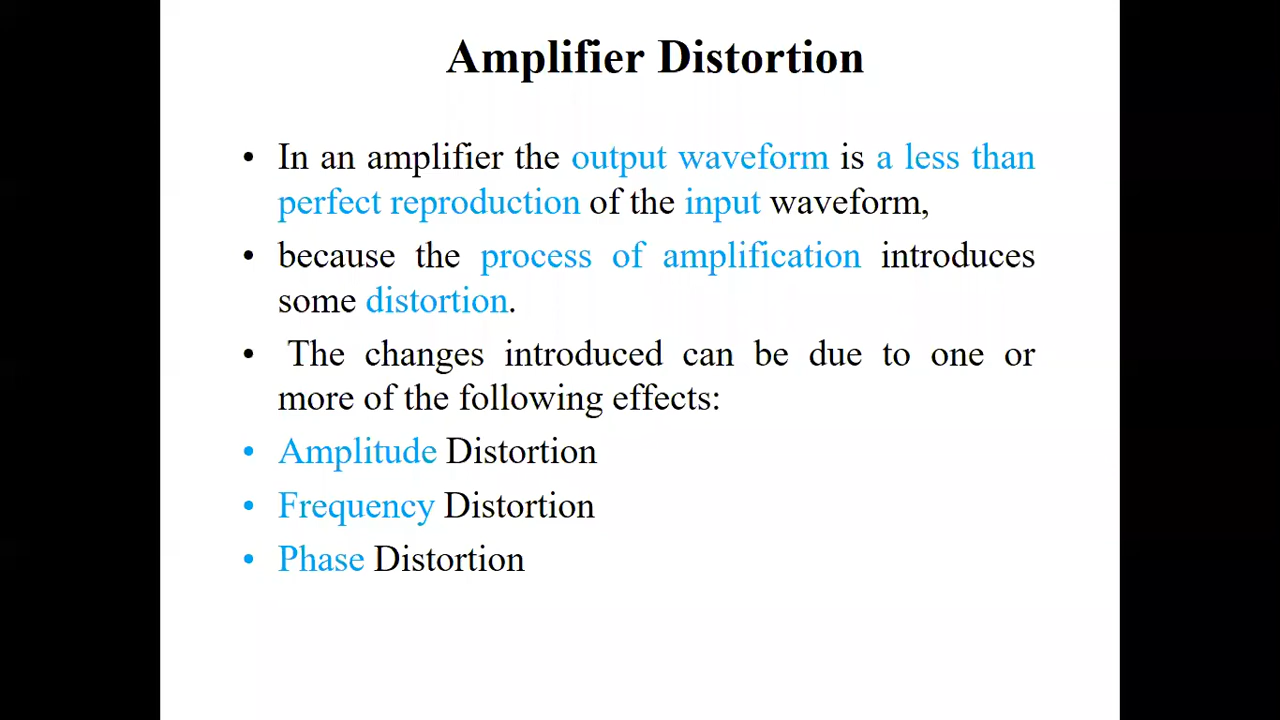 Amplifier Distortion
• In an amplifier the output waveform is a less than
perfect reproduction of the input waveform,
• because the process of amplification introduces
some distortion.
• The changes introduced can be due to one or
more of the following effects:
• Amplitude Distortion
• Frequency Distortion
• Phase Distortion